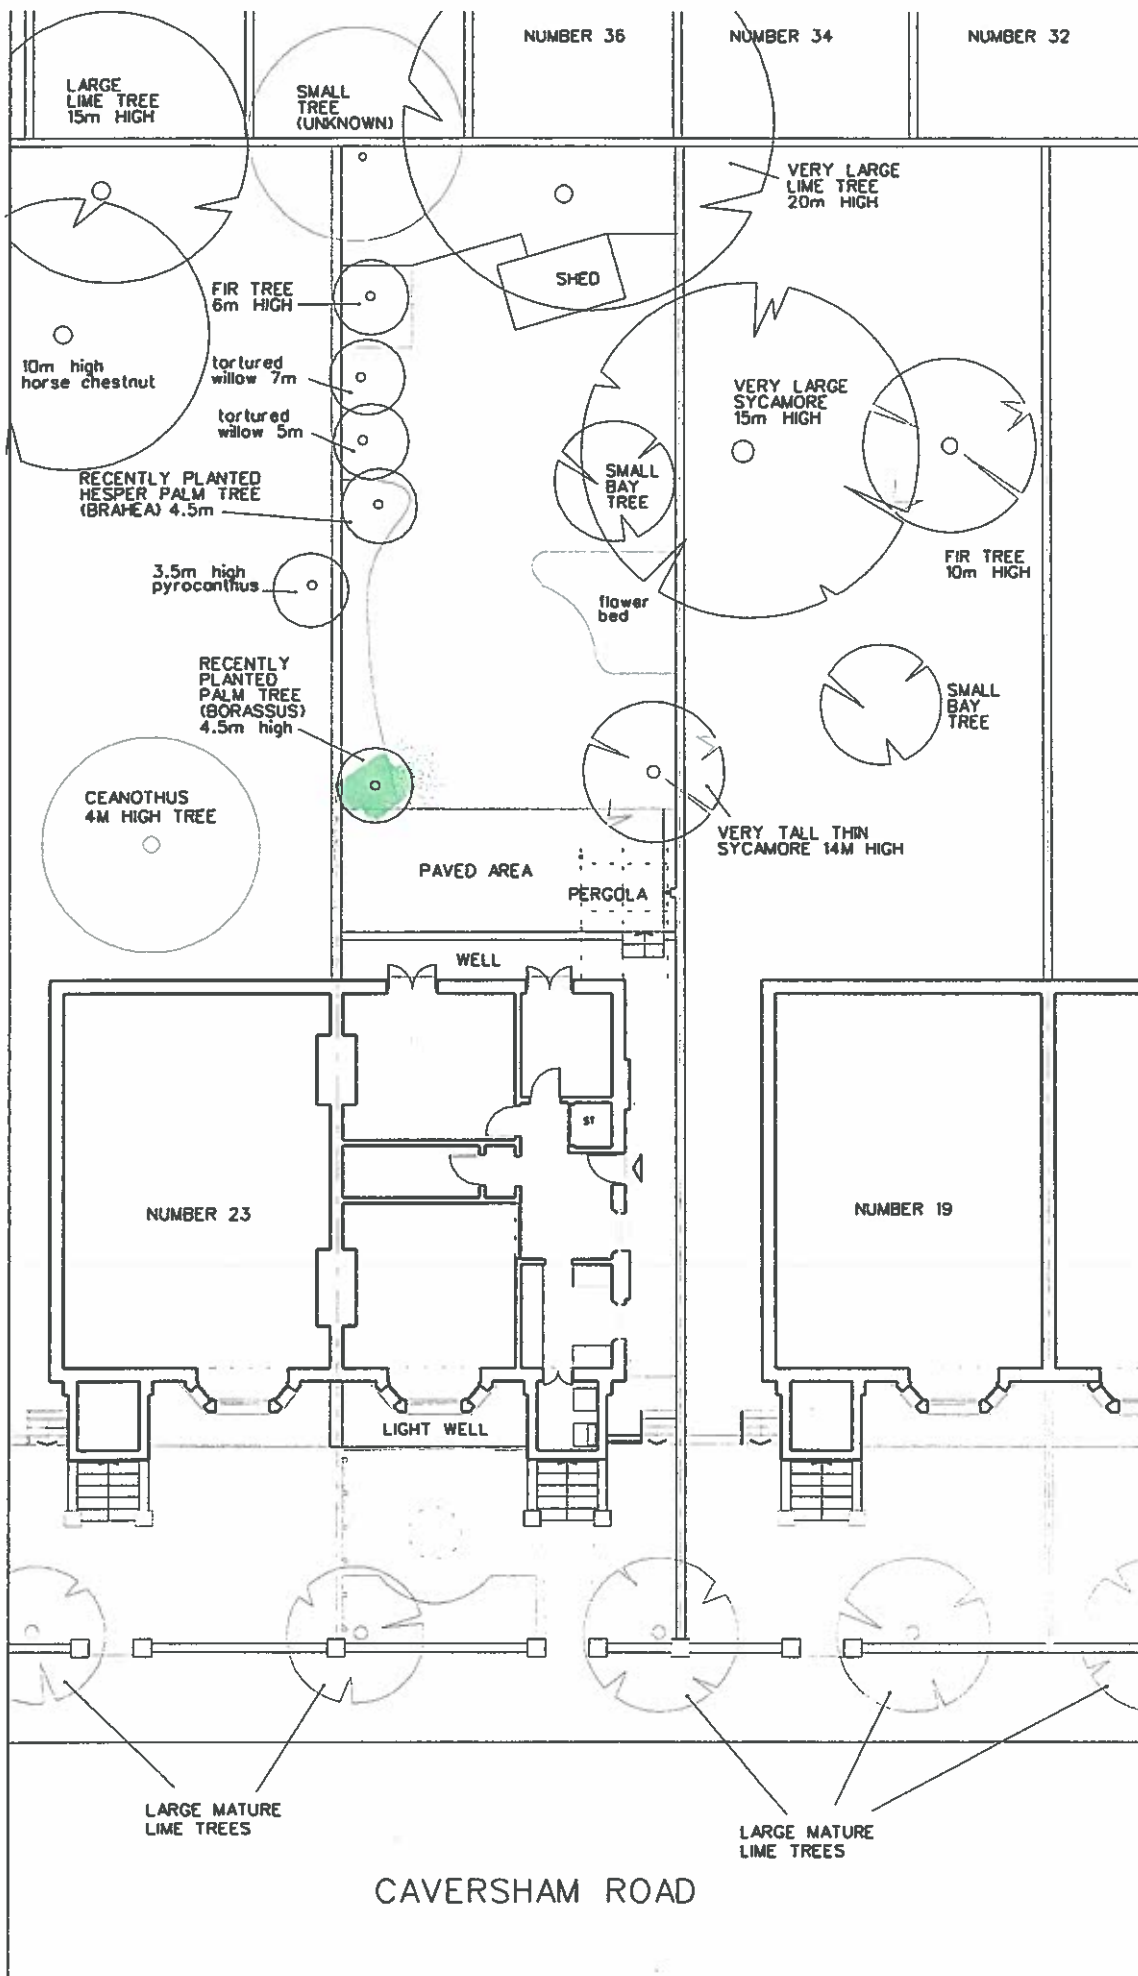 NUMBER 36
NUMBER 34
NUMBER 32
LARGE
LIME TREE
15m HIGH
SMALL
TREE
(UNKNOWN)
VERY LARGE
LIME TREE
20m HIGH
SHED
FIR TREE
6m HIGH
10m high
horse chestnut
tortured
willow 7m
tortured
willow 5m
VERY LARGE
SYCAMORE
15m HIGH
SMALL
BAY
TREE
RECENTLY PLANTED
HESPER PALM TREE
(BRAHEA) 4.5m
FIR TREE
10m HIGH
3.5m high
pyrocanthus
flower
bed
RECENTLY
PLANTED
PALM TREE
(BORASSUS)
4.5m high
SMALL
BAY
TREE
CEANOTHUS
4M HIGH TREE
VERY TALL THIN
SYCAMORE 14M HIGH
PAVED AREA
PERGOLA
WELL
ST
NUMBER 23
NUMBER 19
LIGHT WELL
LARGE MATURE
LIME TREES
LARGE MATURE
LIME TREES
CAVERSHAM ROAD